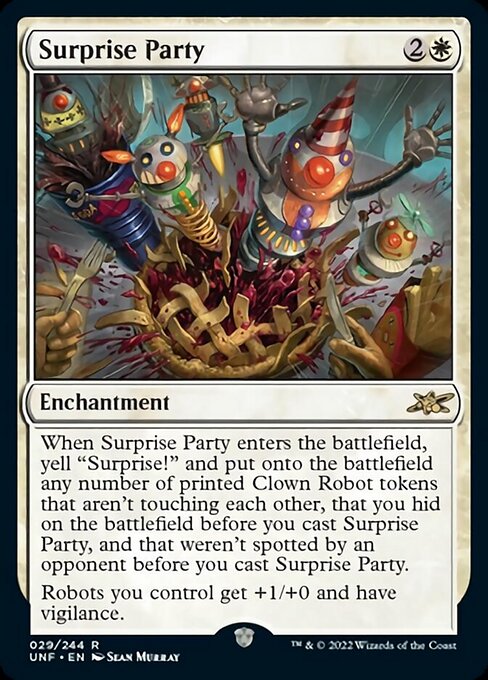 Surprise Party 2
Enchantment
When Surprise Party enters the battlefield,
yell “Surprise!” and put onto the battlefield
any number of printed Clown Robot tokens
that aren’t touching each other, that you hid
on the battlefield before you cast Surprise
Party, and that weren’t spotted by an
opponent before you cast Surprise Party.
Robots you control get +1/+0 and have
vigilance.
029/244 R
UNF • EN Sean Murray
™ & © 2022 Wizards of the Coast